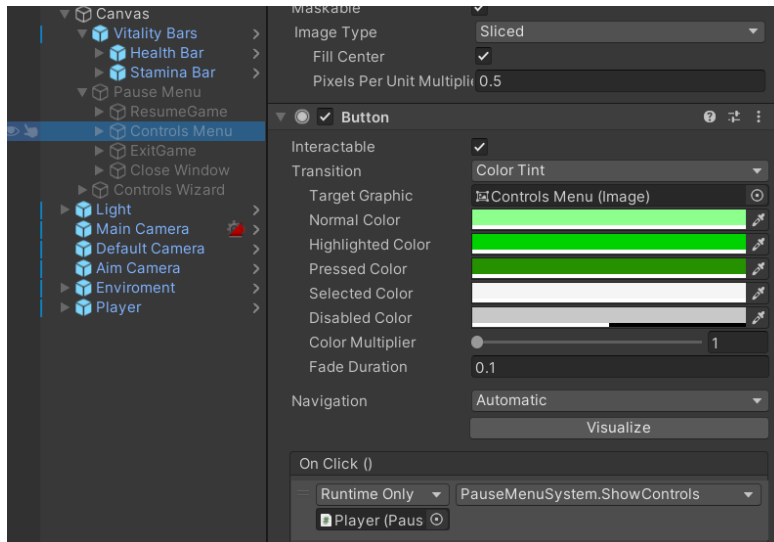 Canvas
Vitality Bars
Health Bar
Stamina Bar
Pause Menu
ResumeGame
Controls Menu
ExitGame
Close Window
Controls Wizard
Light
Main Camera
Default Camera
Aim Camera
Enviroment
Player
Maskable
Image Type Sliced
Fill Center
Pixels Per Unit Multiplie 0.5
Button
Interactable
Transition Color Tint
Target Graphic Controls Menu (Image)
Normal Color
Highlighted Color
Pressed Color
Selected Color
Disabled Color
Color Multiplier 1
Fade Duration 0.1
Navigation Automatic
Visualize
On Click ()
Runtime Only PauseMenuSystem.ShowControls
Player (Paus